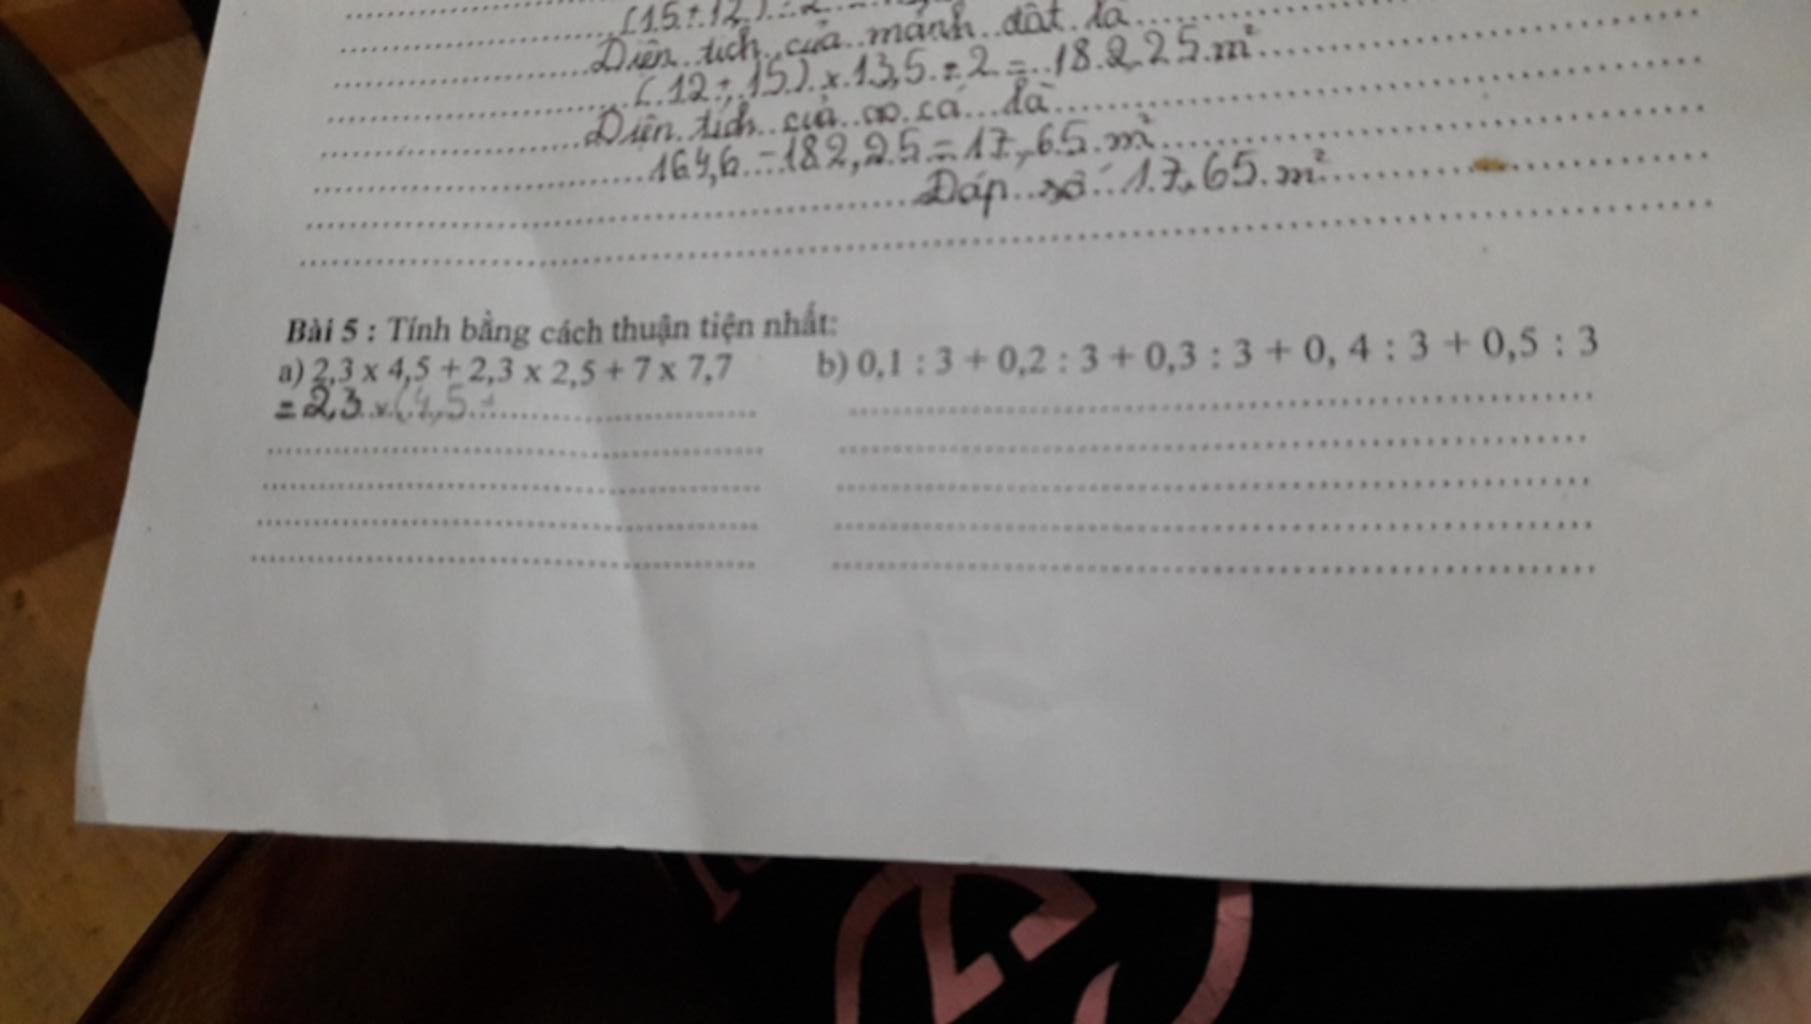 (15+12) : 2
Diện tích của mảnh đất là
(12 + 15) x 13,5 : 2 = 182,25 m²
Diện tích của ao cá là
164,6 - 182,25 = 17,65 m²
Đáp số : 17,65 m²
Bài 5 : Tính bằng cách thuận tiện nhất:
a) 2,3 x 4,5 + 2,3 x 2,5 + 7 x 7,7
= 2,3 x (4,5 +
b) 0,1 : 3 + 0,2 : 3 + 0,3 : 3 + 0, 4 : 3 + 0,5 : 3